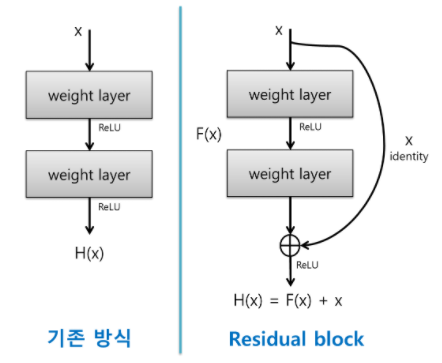 X
weight layer
ReLU
weight layer
ReLU
H(x)
기존 방식
X
weight layer
F(x)
ReLU
X
identity
weight layer
ReLU
H(x) = F(x) + x
Residual block